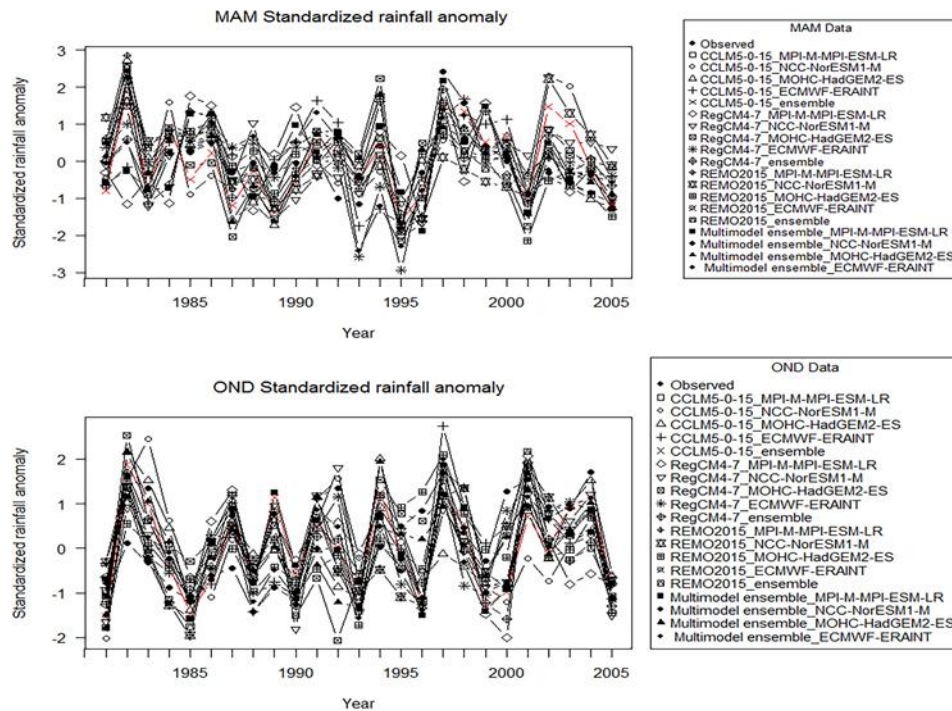 MAM Standardized rainfall anomaly
Standardized rainfall anomaly
3
2
1
0
-1
-2
-3
1985
1990
1995
2000
2005
Year
MAM Data
Observed
CCLM5-0-15_MPI-M-MPI-ESM-LR
CCLM5-0-15_NCC-NorESM1-M
CCLM5-0-15_MOHC-HadGEM2-ES
CCLM5-0-15_ECMWF-ERAINT
CCLM5-0-15_ensemble
RegCM4-7_MPI-M-MPI-ESM-LR
RegCM4-7_NCC-NorESM1-M
RegCM4-7_MOHC-HadGEM2-ES
RegCM4-7_ECMWF-ERAINT
RegCM4-7_ensemble
REMO2015_MPI-M-MPI-ESM-LR
REMO2015_NCC-NorESM1-M
REMO2015_MOHC-HadGEM2-ES
REMO2015_ECMWF-ERAINT
REMO2015_ensemble
Multimodel ensemble_MPI-M-MPI-ESM-LR
Multimodel ensemble_NCC-NorESM1-M
Multimodel ensemble_MOHC-HadGEM2-ES
Multimodel ensemble_ECMWF-ERAINT
OND Standardized rainfall anomaly
Standardized rainfall anomaly
2
1
0
-1
-2
1985
1990
1995
2000
2005
Year
OND Data
Observed
CCLM5-0-15_MPI-M-MPI-ESM-LR
CCLM5-0-15_NCC-NorESM1-M
CCLM5-0-15_MOHC-HadGEM2-ES
CCLM5-0-15_ECMWF-ERAINT
CCLM5-0-15_ensemble
RegCM4-7_MPI-M-MPI-ESM-LR
RegCM4-7_NCC-NorESM1-M
RegCM4-7_MOHC-HadGEM2-ES
RegCM4-7_ECMWF-ERAINT
RegCM4-7_ensemble
REMO2015_MPI-M-MPI-ESM-LR
REMO2015_NCC-NorESM1-M
REMO2015_MOHC-HadGEM2-ES
REMO2015_ECMWF-ERAINT
REMO2015_ensemble
Multimodel ensemble_MPI-M-MPI-ESM-LR
Multimodel ensemble_NCC-NorESM1-M
Multimodel ensemble_MOHC-HadGEM2-ES
Multimodel ensemble_ECMWF-ERAINT